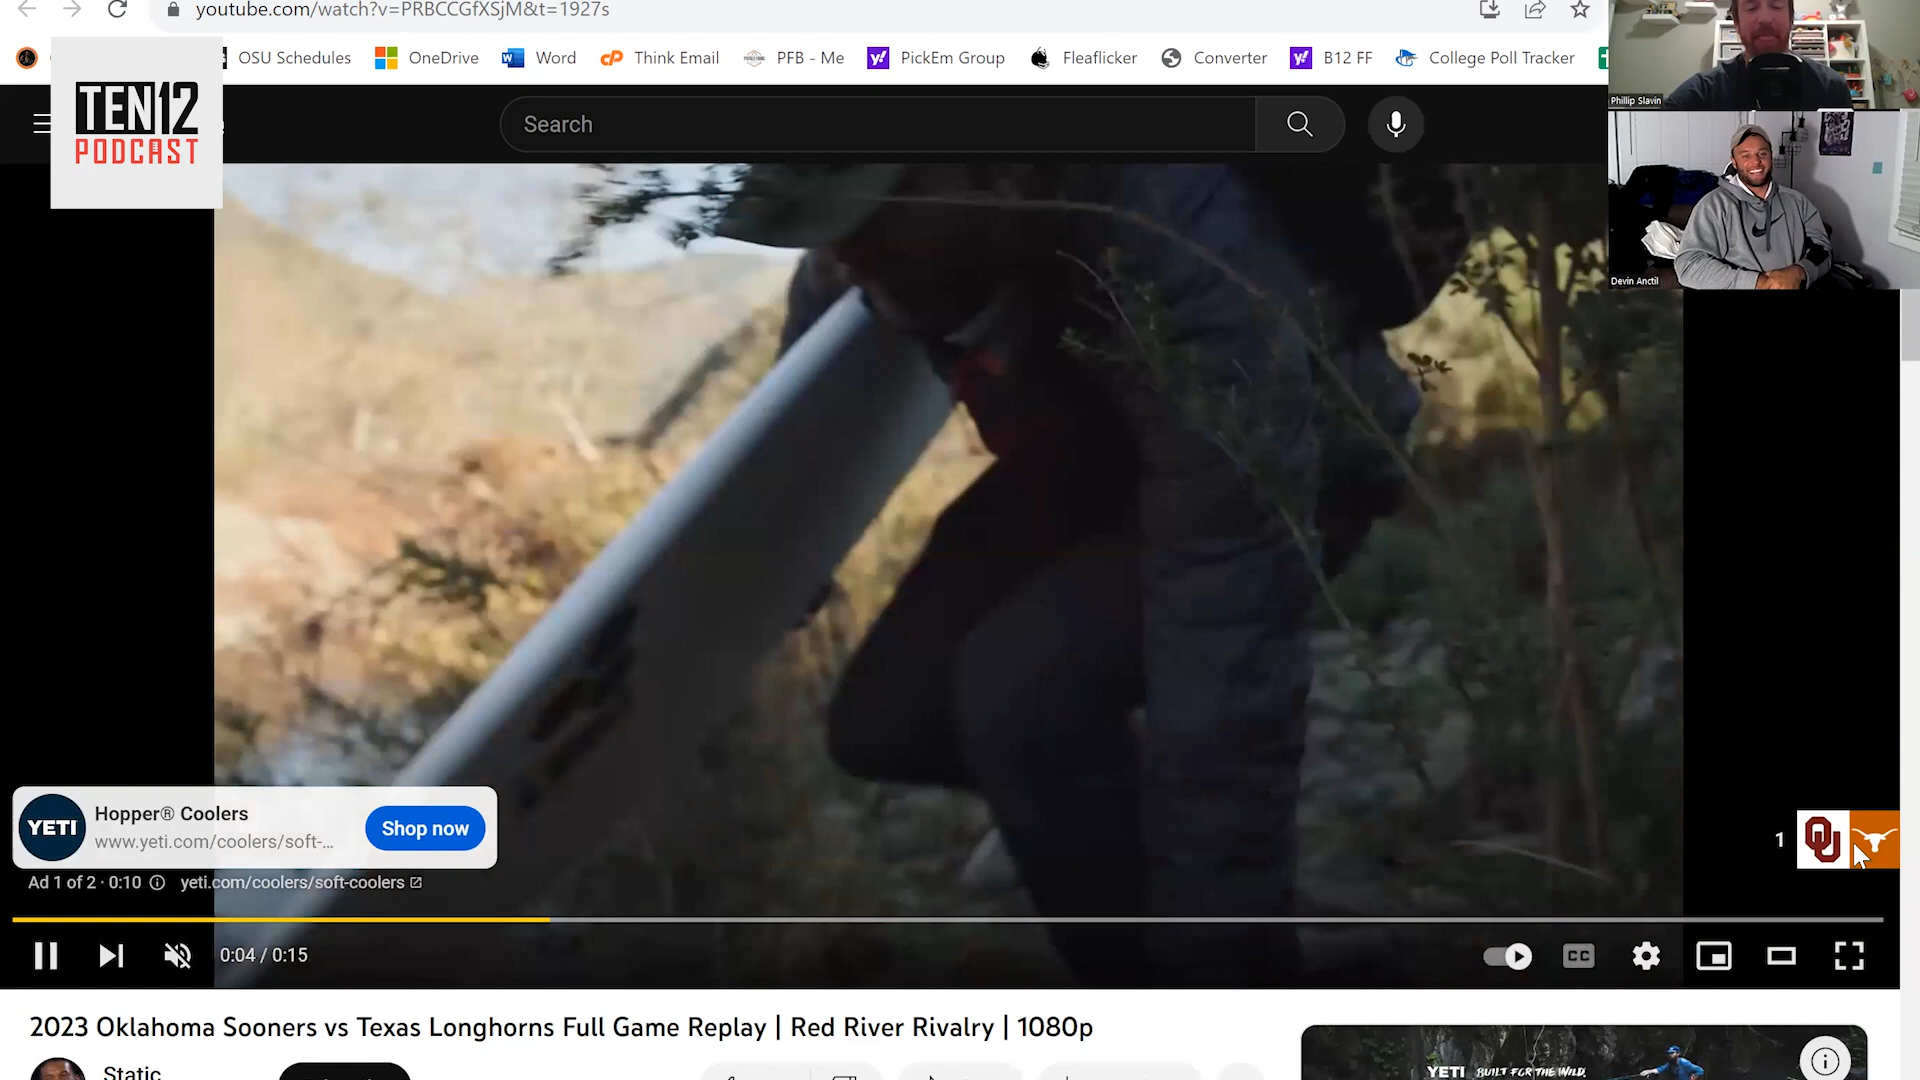 youtube.com/watch?v=PRBCCGfXSjM&t=1927s
OSU Schedules
OneDrive
Word
Think Email
PFB - Me
PickEm Group
Fleaflicker
Converter
B12 FF
College Poll Tracker
TEN12
PODCAST
Search
Phillip Slavin
Devin Anctil
YETI
Hopper® Coolers
www.yeti.com/coolers/soft-...
Shop now
Ad 1 of 2 · 0:10
yeti.com/coolers/soft-coolers
1
OU
0:04 / 0:15
CC
2023 Oklahoma Sooners vs Texas Longhorns Full Game Replay | Red River Rivalry | 1080p
Static
YETI BUILT FOR THE WILD.